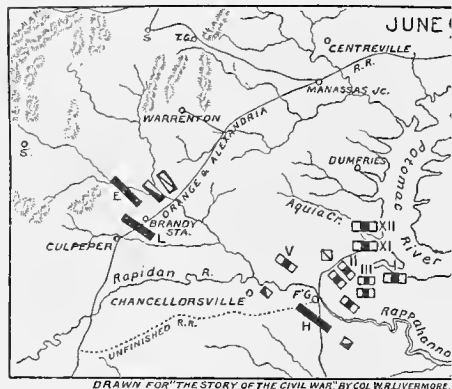 JUNE
S.
T.G.
CENTREVILLE
R.R.
MANASSAS JC.
WARRENTON
ORANGE & ALEXANDRIA
S.
DUMFRIES
Potomac
River
E
BRANDY
STA.
L
Aquia Cr.
XII
XI
CULPEPER
V
II
I
III
Rapidan R.
CHANCELLORSVILLE
F'G
H
Rappahanno
UNFINISHED R.R.
DRAWN FOR "THE STORY OF THE CIVIL WAR" BY COL. W.R. LIVERMORE.